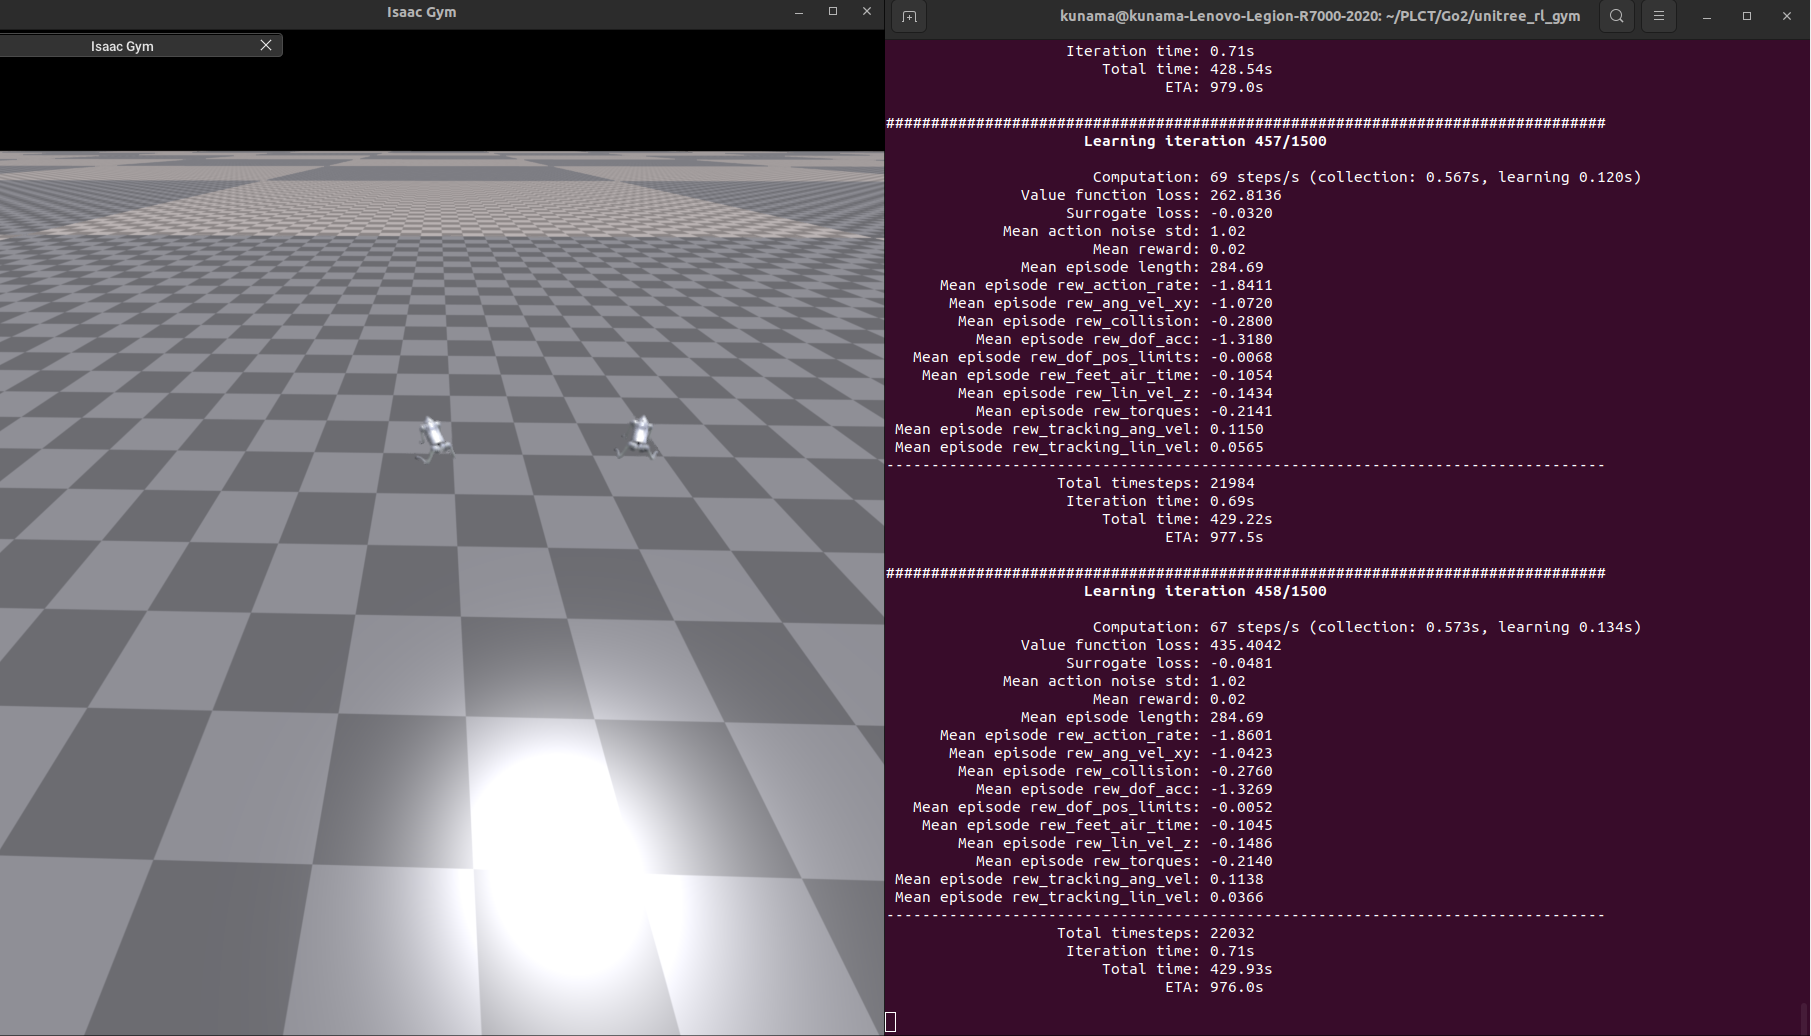 Isaac Gym
Isaac Gym
kunama@kunama-Lenovo-Legion-R7000-2020: ~/PLCT/Go2/unitree_rl_gym
Iteration time: 0.71s
Total time: 428.54s
ETA: 979.0s
################################################################################
Learning iteration 457/1500
Computation: 69 steps/s (collection: 0.567s, learning 0.120s)
Value function loss: 262.8136
Surrogate loss: -0.0320
Mean action noise std: 1.02
Mean reward: 0.02
Mean episode length: 284.69
Mean episode rew_action_rate: -1.8411
Mean episode rew_ang_vel_xy: -1.0720
Mean episode rew_collision: -0.2800
Mean episode rew_dof_acc: -1.3180
Mean episode rew_dof_pos_limits: -0.0068
Mean episode rew_feet_air_time: -0.1054
Mean episode rew_lin_vel_z: -0.1434
Mean episode rew_torques: -0.2141
Mean episode rew_tracking_ang_vel: 0.1150
Mean episode rew_tracking_lin_vel: 0.0565
--------------------------------------------------------------------------------
Total timesteps: 21984
Iteration time: 0.69s
Total time: 429.22s
ETA: 977.5s
################################################################################
Learning iteration 458/1500
Computation: 67 steps/s (collection: 0.573s, learning 0.134s)
Value function loss: 435.4042
Surrogate loss: -0.0481
Mean action noise std: 1.02
Mean reward: 0.02
Mean episode length: 284.69
Mean episode rew_action_rate: -1.8601
Mean episode rew_ang_vel_xy: -1.0423
Mean episode rew_collision: -0.2760
Mean episode rew_dof_acc: -1.3269
Mean episode rew_dof_pos_limits: -0.0052
Mean episode rew_feet_air_time: -0.1045
Mean episode rew_lin_vel_z: -0.1486
Mean episode rew_torques: -0.2140
Mean episode rew_tracking_ang_vel: 0.1138
Mean episode rew_tracking_lin_vel: 0.0366
--------------------------------------------------------------------------------
Total timesteps: 22032
Iteration time: 0.71s
Total time: 429.93s
ETA: 976.0s